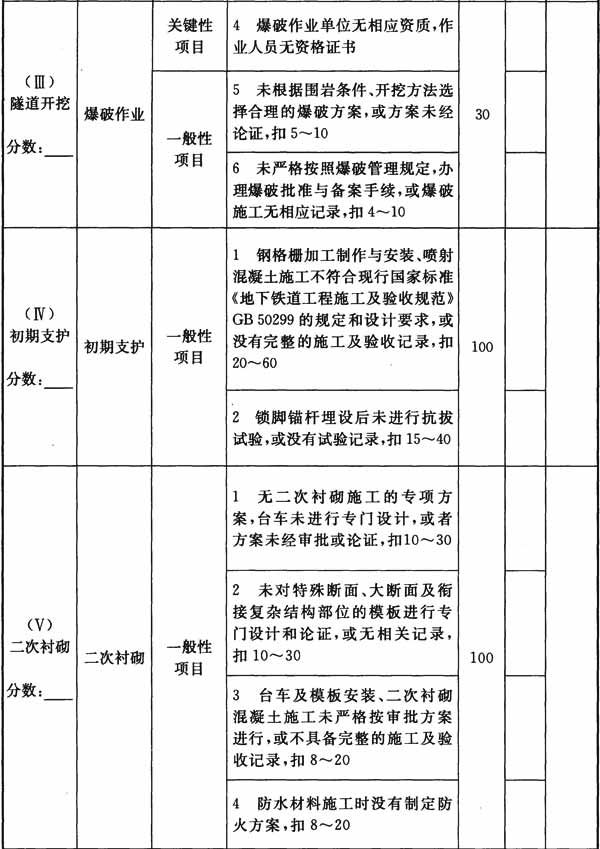 关键性
项目
4 爆破作业单位无相应资质,作
业人员无资格证书
(Ⅲ)
隧道开挖
分数:___
爆破作业
一般性
项目
5 未根据围岩条件、开挖方法选
择合理的爆破方案,或方案未经
论证,扣5~10
30
6 未严格按照爆破管理规定,办
理爆破批准与备案手续,或爆破
施工无相应记录,扣4~10
(Ⅳ)
初期支护
分数:___
初期支护
一般性
项目
1 钢格栅加工制作与安装、喷射
混凝土施工不符合现行国家标准
《地下铁道工程施工及验收规范》
GB 50299的规定和设计要求,或
没有完整的施工及验收记录,扣
20~60
100
2 锁脚锚杆埋设后未进行抗拔
试验,或没有试验记录,扣15~40
(Ⅴ)
二次衬砌
分数:___
二次衬砌
一般性
项目
1 无二次衬砌施工的专项方
案,台车未进行专门设计,或者
方案未经审批或论证,扣10~30
2 未对特殊断面、大断面及衔
接复杂结构部位的模板进行专
门设计和论证,或无相关记录,
扣10~30
100
3 台车及模板安装、二次衬砌
混凝土施工未严格按审批方案
进行,或不具备完整的施工及验
收记录,扣8~20
4 防水材料施工时没有制定防
火方案,扣8~20